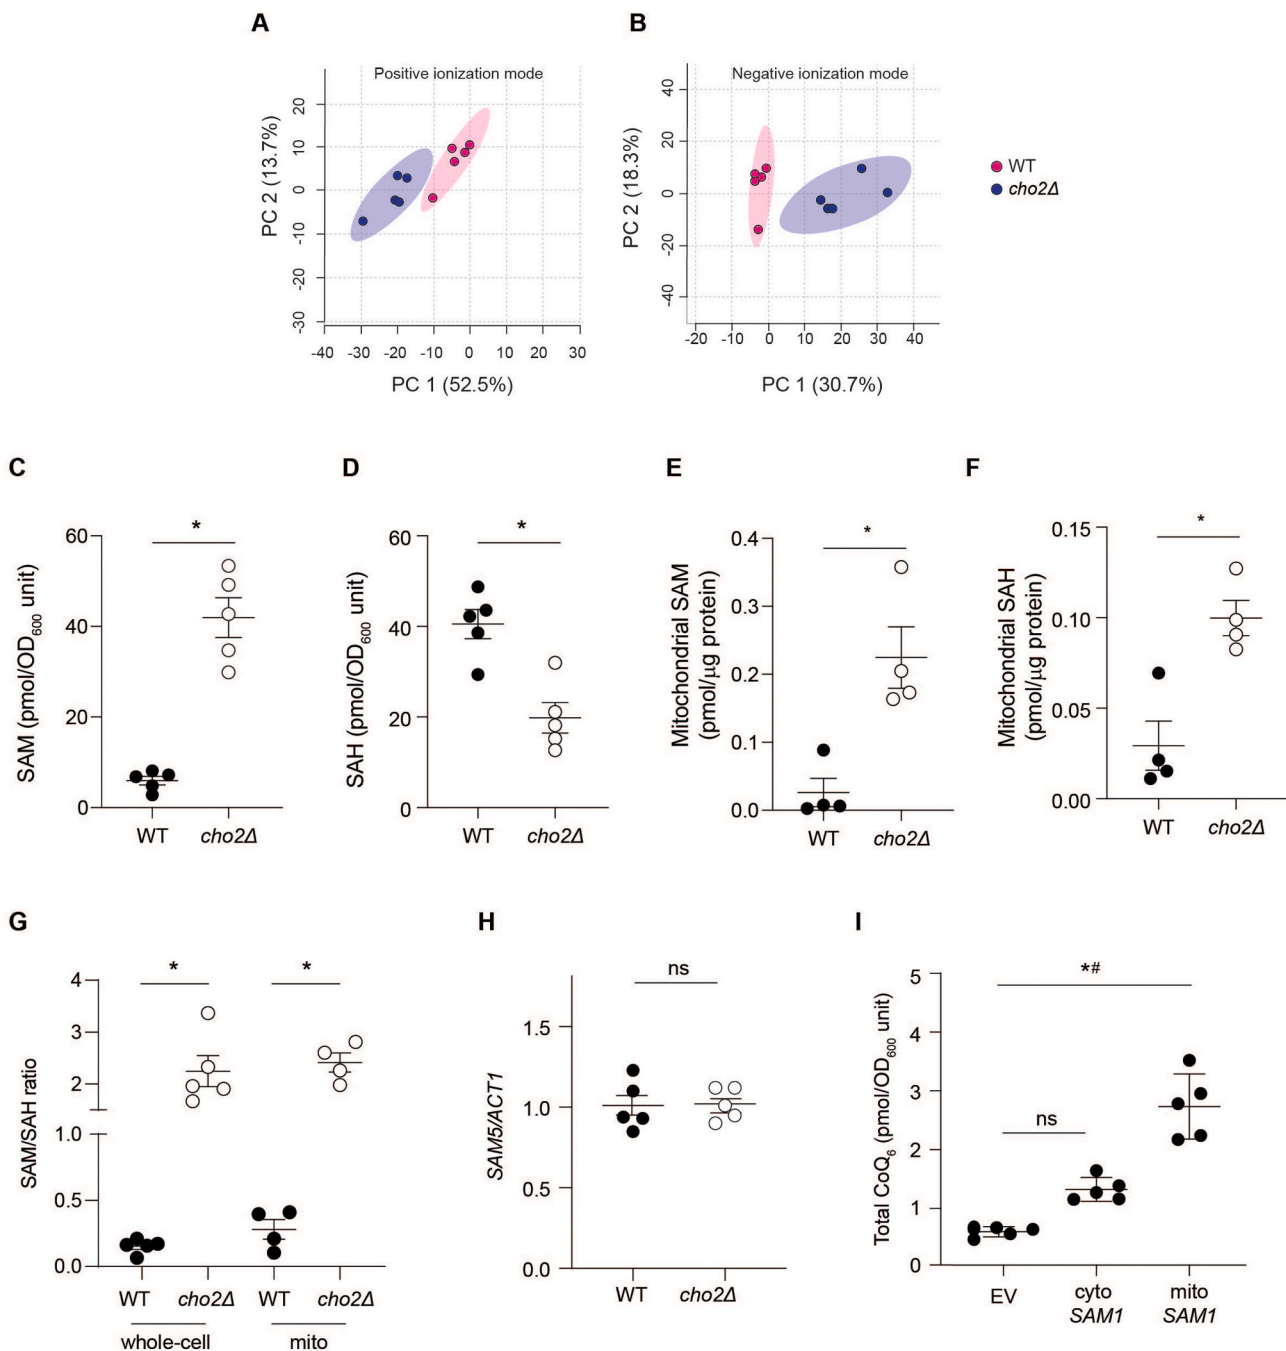 A
B
Positive ionization mode
Negative ionization mode
PC 2 (13.7%)
20
10
0
-10
-20
-30
-40 -30 -20 -10 0 10 20 30
PC 1 (52.5%)
PC 2 (18.3%)
40
20
0
-20
-40
-20 -10 0 10 20 30 40
PC 1 (30.7%)
WT
cho2Δ
C
SAM (pmol/OD600 unit)
60
40
20
0
*
WT cho2Δ
D
SAH (pmol/OD600 unit)
60
40
20
0
*
WT cho2Δ
E
Mitochondrial SAM
(pmol/μg protein)
0.4
0.3
0.2
0.1
0.0
*
WT cho2Δ
F
Mitochondrial SAH
(pmol/μg protein)
0.15
0.10
0.05
0.00
*
WT cho2Δ
G
SAM/SAH ratio
4
3
2
1.0
0.5
0.0
* *
WT cho2Δ WT cho2Δ
whole-cell mito
H
SAM5/ACT1
1.5
1.0
0.5
0.0
ns
WT cho2Δ
I
Total CoQ6 (pmol/OD600 unit)
5
4
3
2
1
0
*#
ns
EV cyto mito
SAM1 SAM1